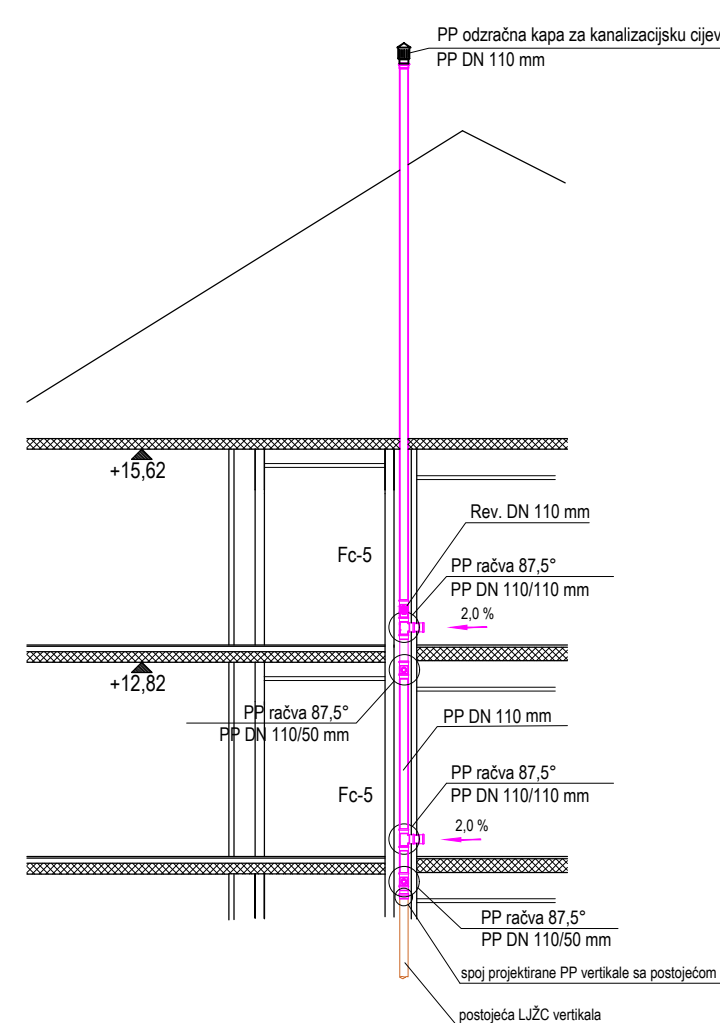 PP odzračna kapa za kanalizacijsku cijev
PP DN 110 mm
+15,62
Rev. DN 110 mm
Fc-5
PP račva 87,5°
PP DN 110/110 mm
2,0 %
+12,82
PP račva 87,5°
PP DN 110/50 mm
PP DN 110 mm
PP račva 87,5°
PP DN 110/110 mm
Fc-5
2,0 %
PP račva 87,5°
PP DN 110/50 mm
spoj projektirane PP vertikale sa postojećom
postojeća LJŽC vertikala